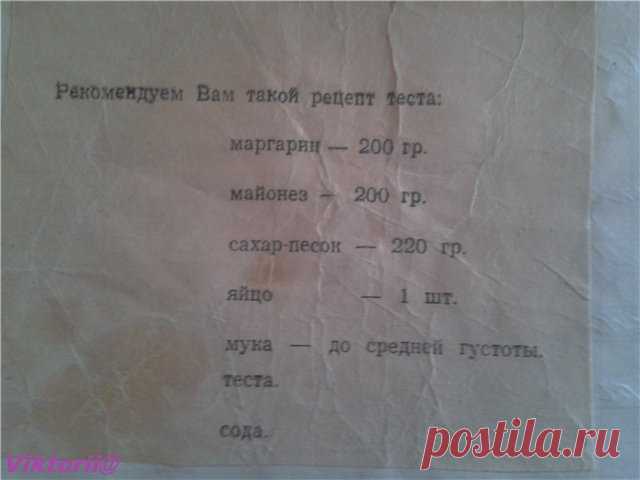 Рекомендуем Вам такой рецепт теста:
маргарин — 200 гр.
майонез — 200 гр.
сахар-песок — 220 гр.
яйцо — 1 шт.
мука — до средней густоты.
теста.
сода.
postila.ru
Viktorii@